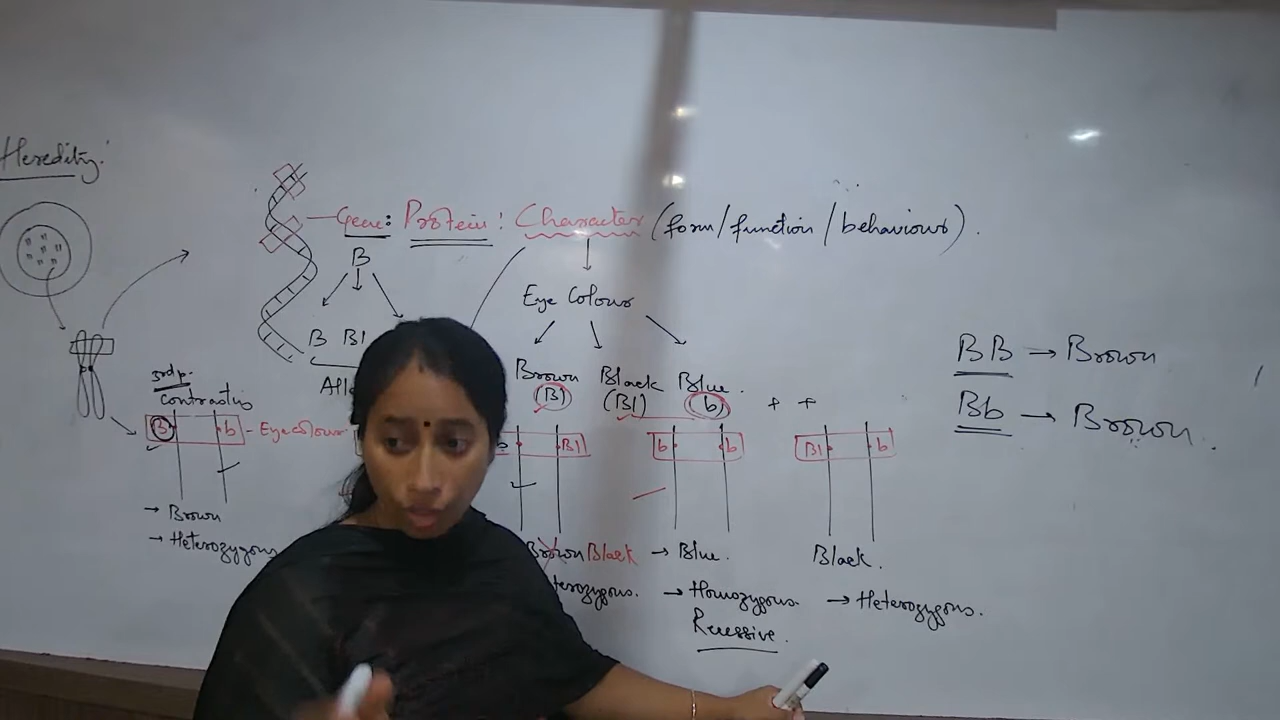 Heredity:
Gene: Protein: Character (form/function/behaviours).
B
B B1
Eye Colour
Brown Black Blue.
(B) (B1) (b) + +
BB → Brown
Bb → Brown.
contrasting
B b - Eye colour
B1
b b
B1 b
→ Brown
→ Heterozygous
Brown Black
→ Blue.
Black.
→ Homozygous
Recessive.
→ Heterozygous.